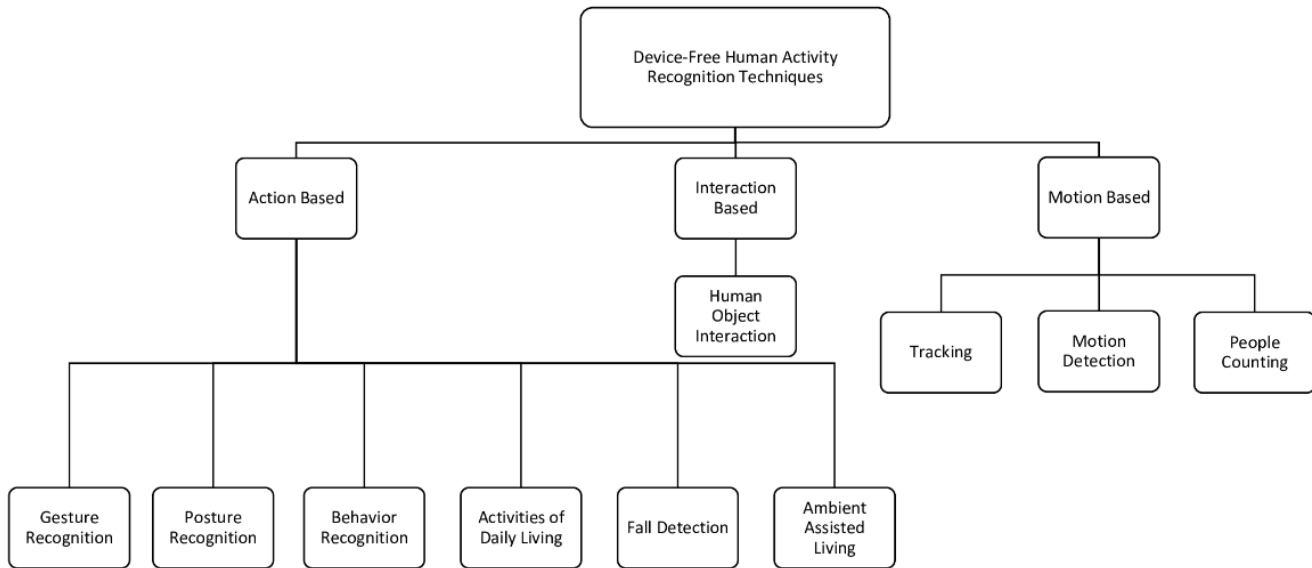 Device-Free Human Activity
Recognition Techniques
Action Based
Interaction
Based
Motion Based
Human
Object
Interaction
Tracking
Motion
Detection
People
Counting
Gesture
Recognition
Posture
Recognition
Behavior
Recognition
Activities of
Daily Living
Fall Detection
Ambient
Assisted
Living